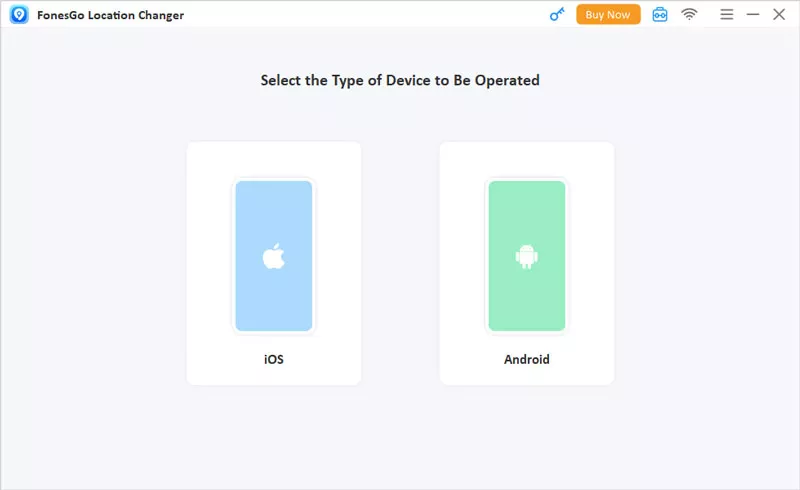 FonesGo Location Changer
Buy Now
Select the Type of Device to Be Operated
iOS
Android